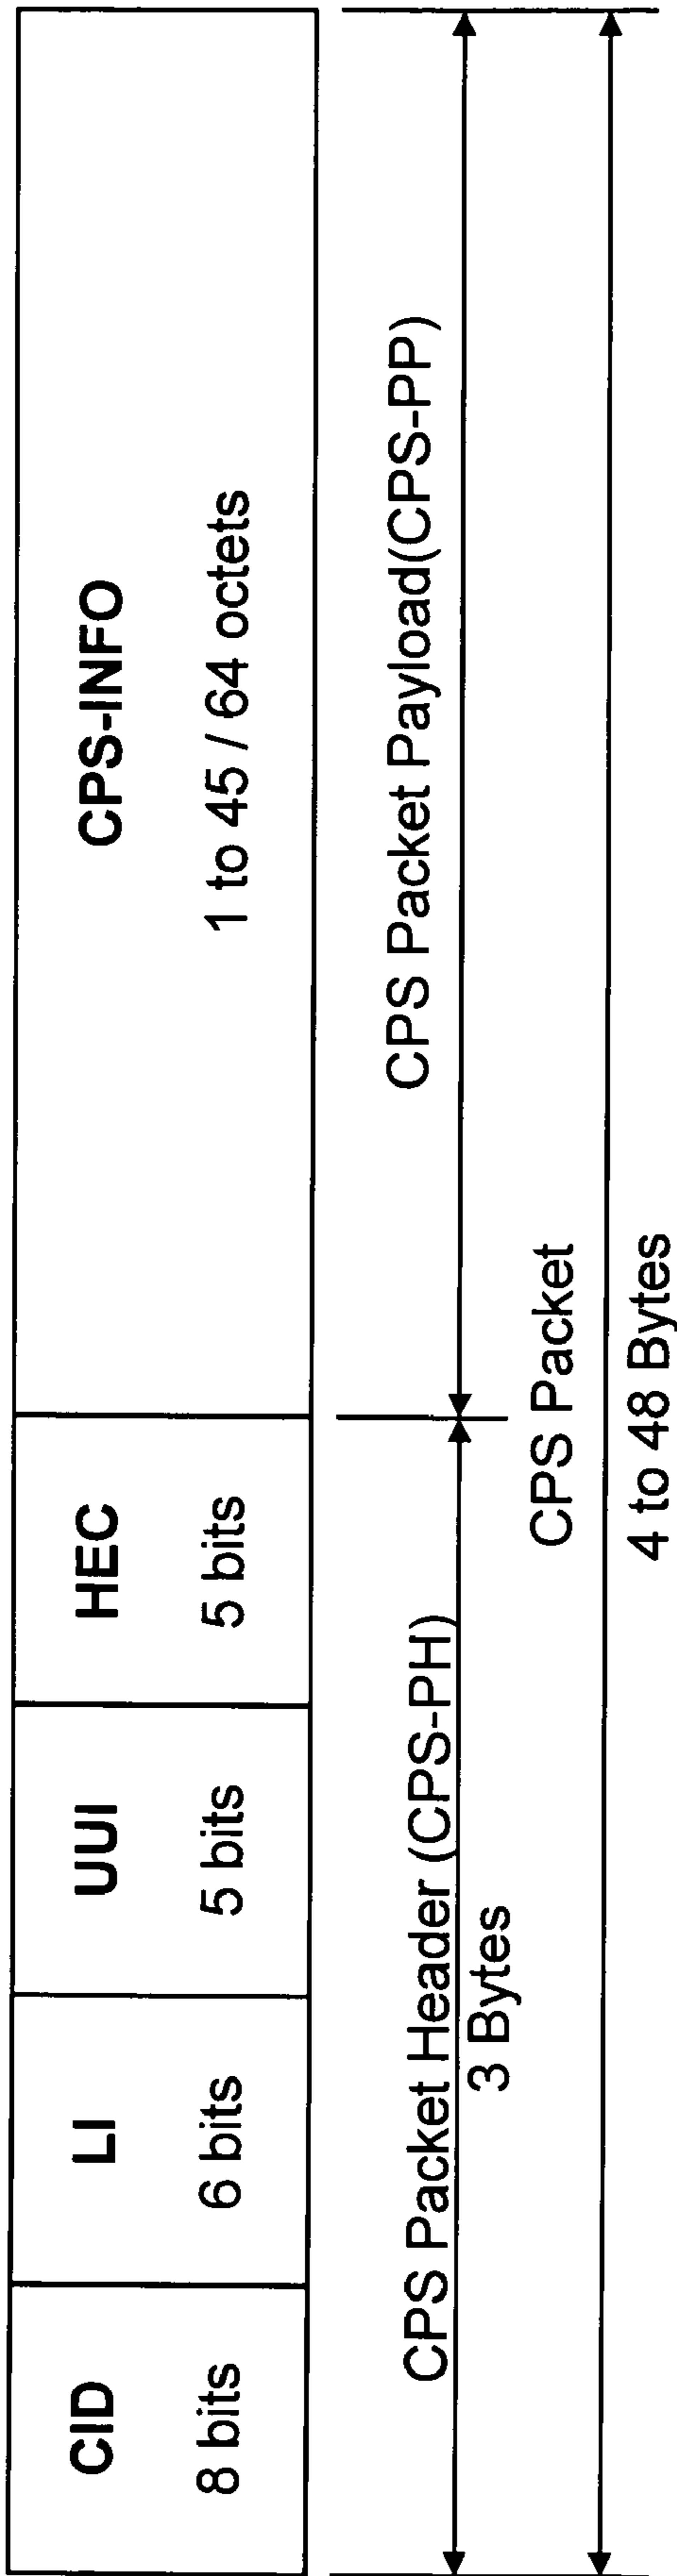 CID
LI
UUI
HEC
CPS-INFO
8 bits
6 bits
5 bits
5 bits
1 to 45 / 64 octets
CPS Packet Header (CPS-PH)
3 Bytes
CPS Packet Payload(CPS-PP)
CPS Packet
4 to 48 Bytes